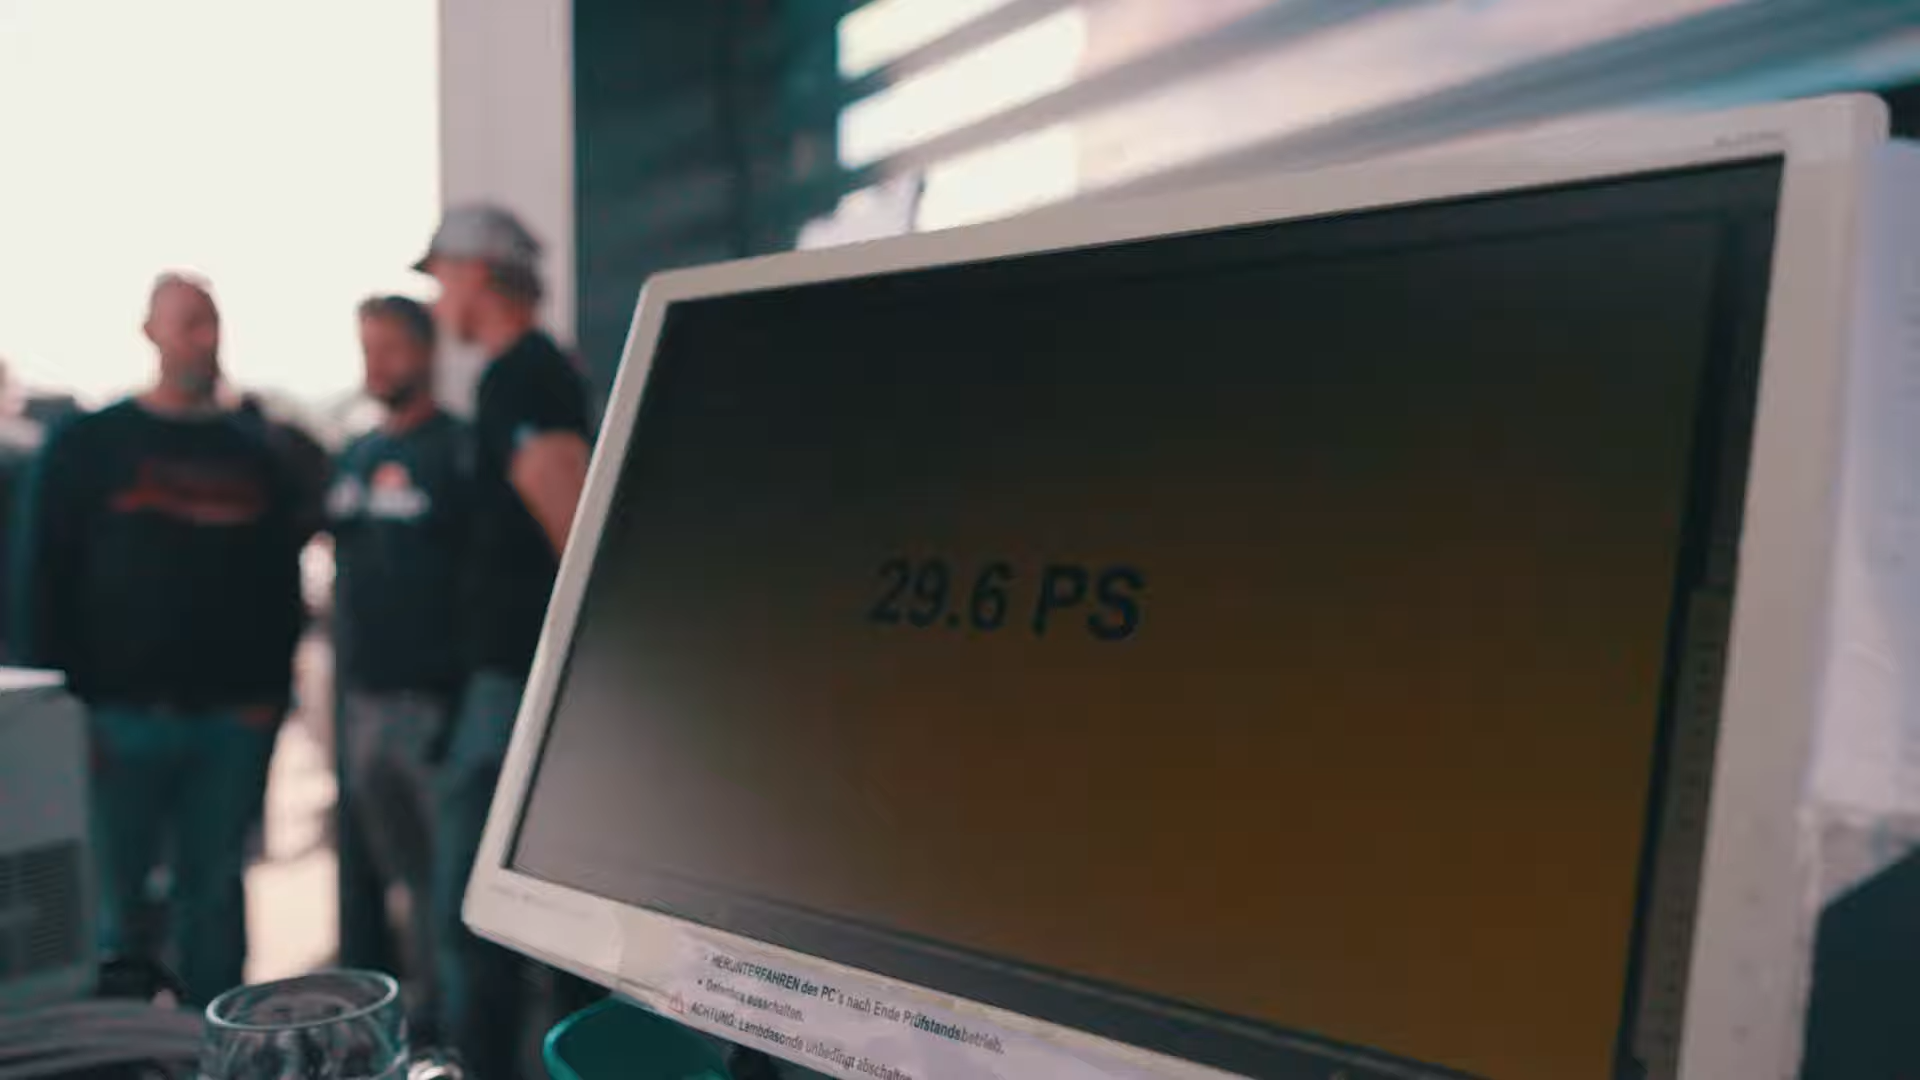 29.6 PS
• HERUNTERFAHREN des PC's nach Ende Prüfstandsbetrieb.
• ausschalten.
ACHTUNG: Lambdasonde unbedingt abschalten